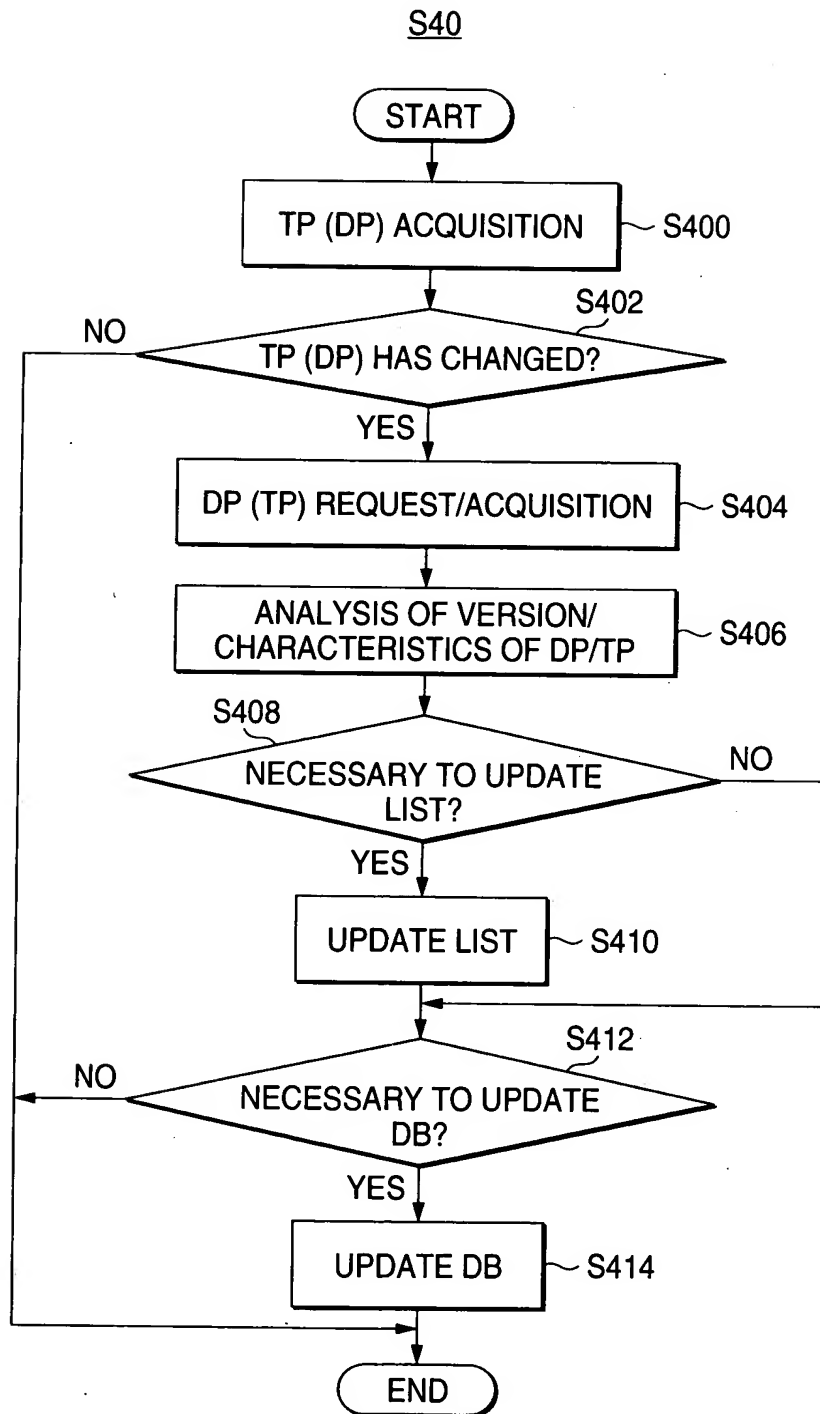 S40
START
TP (DP) ACQUISITION
S400
S402
NO
TP (DP) HAS CHANGED?
YES
DP (TP) REQUEST/ACQUISITION
S404
ANALYSIS OF VERSION/
CHARACTERISTICS OF DP/TP
S406
S408
NO
NECESSARY TO UPDATE
LIST?
YES
UPDATE LIST
S410
S412
NO
NECESSARY TO UPDATE
DB?
YES
UPDATE DB
S414
END